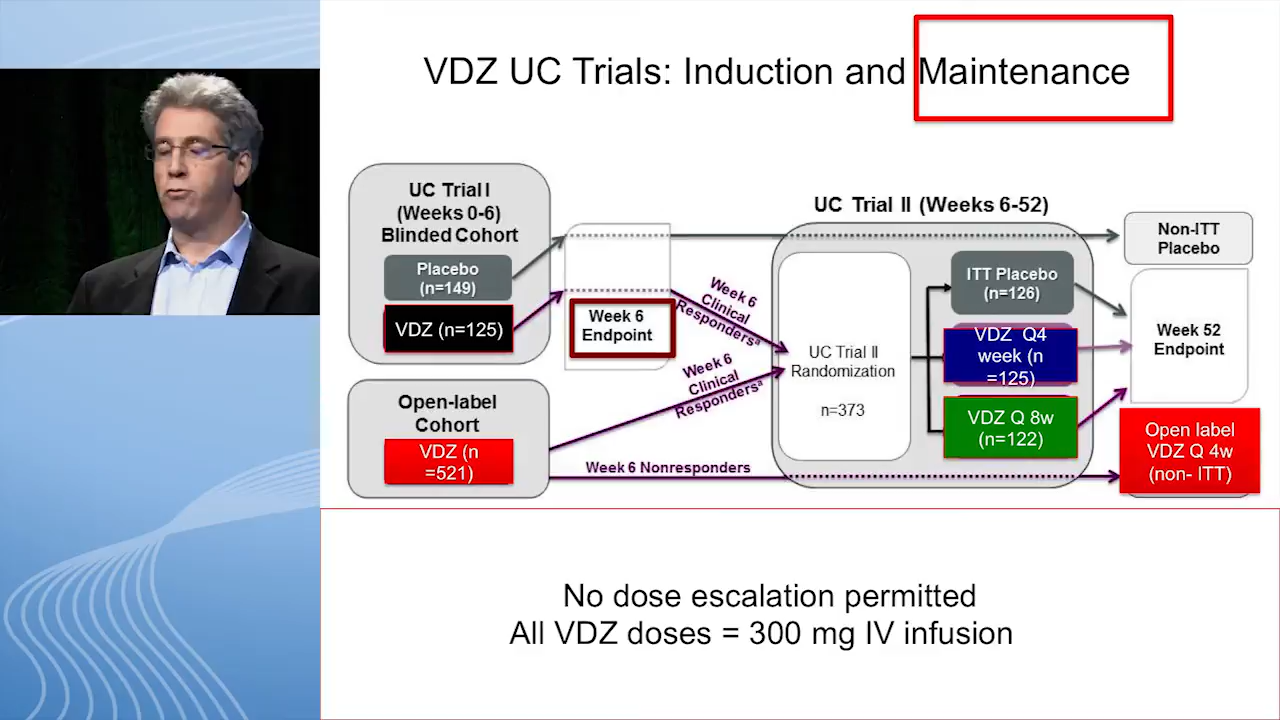 VDZ UC Trials: Induction and Maintenance
UC Trial I
(Weeks 0-6)
Blinded Cohort
Placebo
(n=149)
VDZ (n=125)
Open-label
Cohort
VDZ (n
=521)
Week 6
Endpoint
Week 6
Clinical
Respondersa
Week 6
Clinical
Respondersa
Week 6 Nonresponders
UC Trial II (Weeks 6-52)
UC Trial II
Randomization
n=373
ITT Placebo
(n=126)
VDZ Q4
week (n
=125)
VDZ Q 8w
(n=122)
Non-ITT
Placebo
Week 52
Endpoint
Open label
VDZ Q 4w
(non- ITT)
No dose escalation permitted
All VDZ doses = 300 mg IV infusion